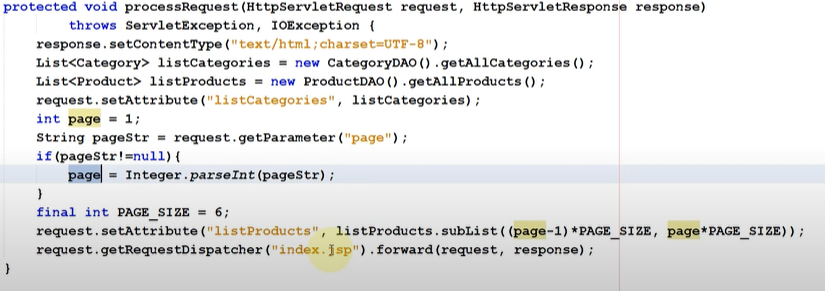 protected void processRequest(HttpServletRequest request, HttpServletResponse response)
        throws ServletException, IOException {
    response.setContentType("text/html;charset=UTF-8");
    List<Category> listCategories = new CategoryDAO().getAllCategories();
    List<Product> listProducts = new ProductDAO().getAllProducts();
    request.setAttribute("listCategories", listCategories);
    int page = 1;
    String pageStr = request.getParameter("page");
    if(pageStr!=null){
        page = Integer.parseInt(pageStr);
    }
    final int PAGE_SIZE = 6;
    request.setAttribute("listProducts", listProducts.subList((page-1)*PAGE_SIZE, page*PAGE_SIZE));
    request.getRequestDispatcher("index.jsp").forward(request, response);
}